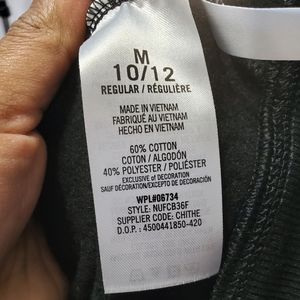 M
10/12
REGULAR / RÉGULIÈRE
MADE IN VIETNAM
FABRIQUÉ AU VIETNAM
HECHO EN VIETNAM
60% COTTON
COTON / ALGODÓN
40% POLYESTER / POLIÉSTER
EXCLUSIVE of DECORATION
SAUF DÉCORATION/EXCEPTO DE DECORACIÓN
WPL#06734
STYLE: NUFCB36F
SUPPLIER CODE: CHITHE
D.O.P. : 4500441850-420